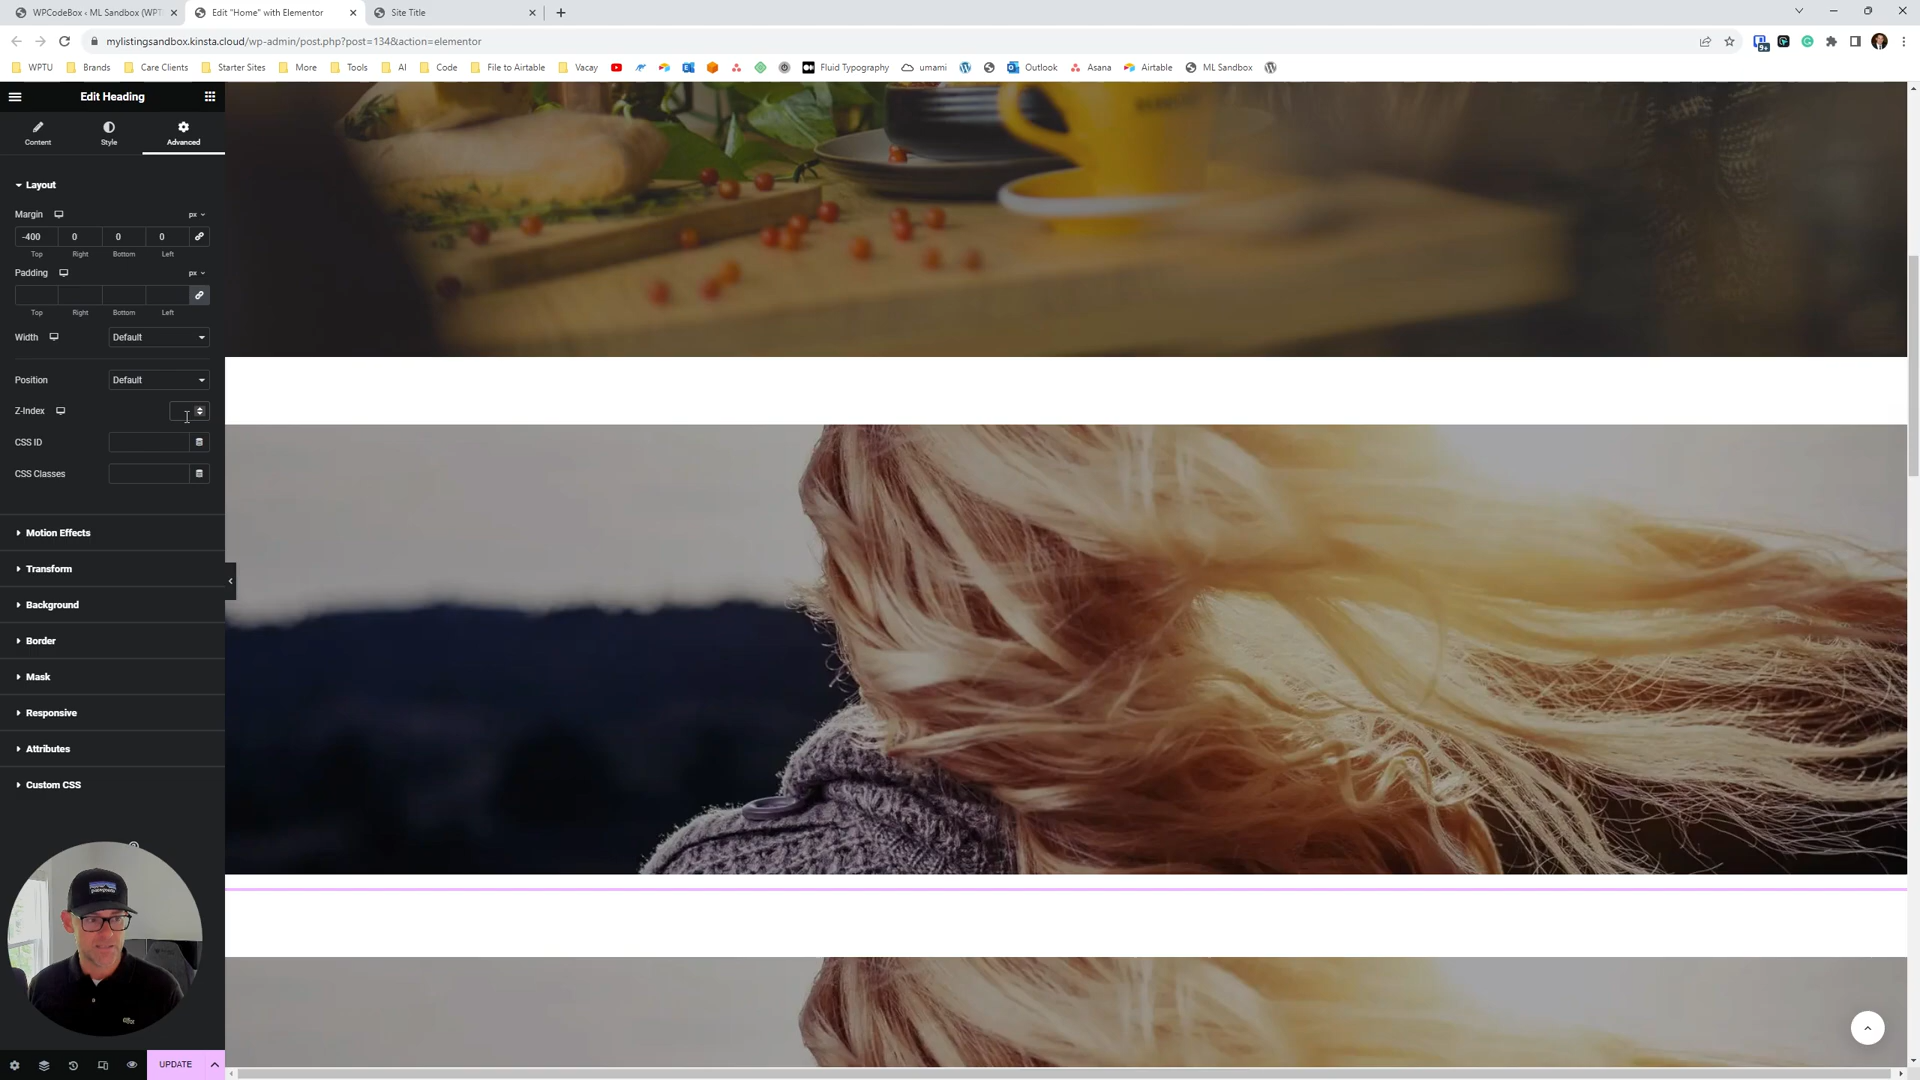 WPCodeBox ‹ ML Sandbox (WPT
Edit "Home" with Elementor
Site Title
mylistingsandbox.kinsta.cloud/wp-admin/post.php?post=134&action=elementor
9+
WPTU
Brands
Care Clients
Starter Sites
More
Tools
AI
Code
File to Airtable
Vacay
Fluid Typography
umami
Outlook
Asana
Airtable
ML Sandbox
Edit Heading
Content
Style
Advanced
Layout
Margin
px
-400 0 0 0
Top Right Bottom Left
Padding
px
Top Right Bottom Left
Width
Default
Position
Default
Z-Index
CSS ID
CSS Classes
Motion Effects
Transform
Background
Border
Mask
Responsive
Attributes
Custom CSS
UPDATE